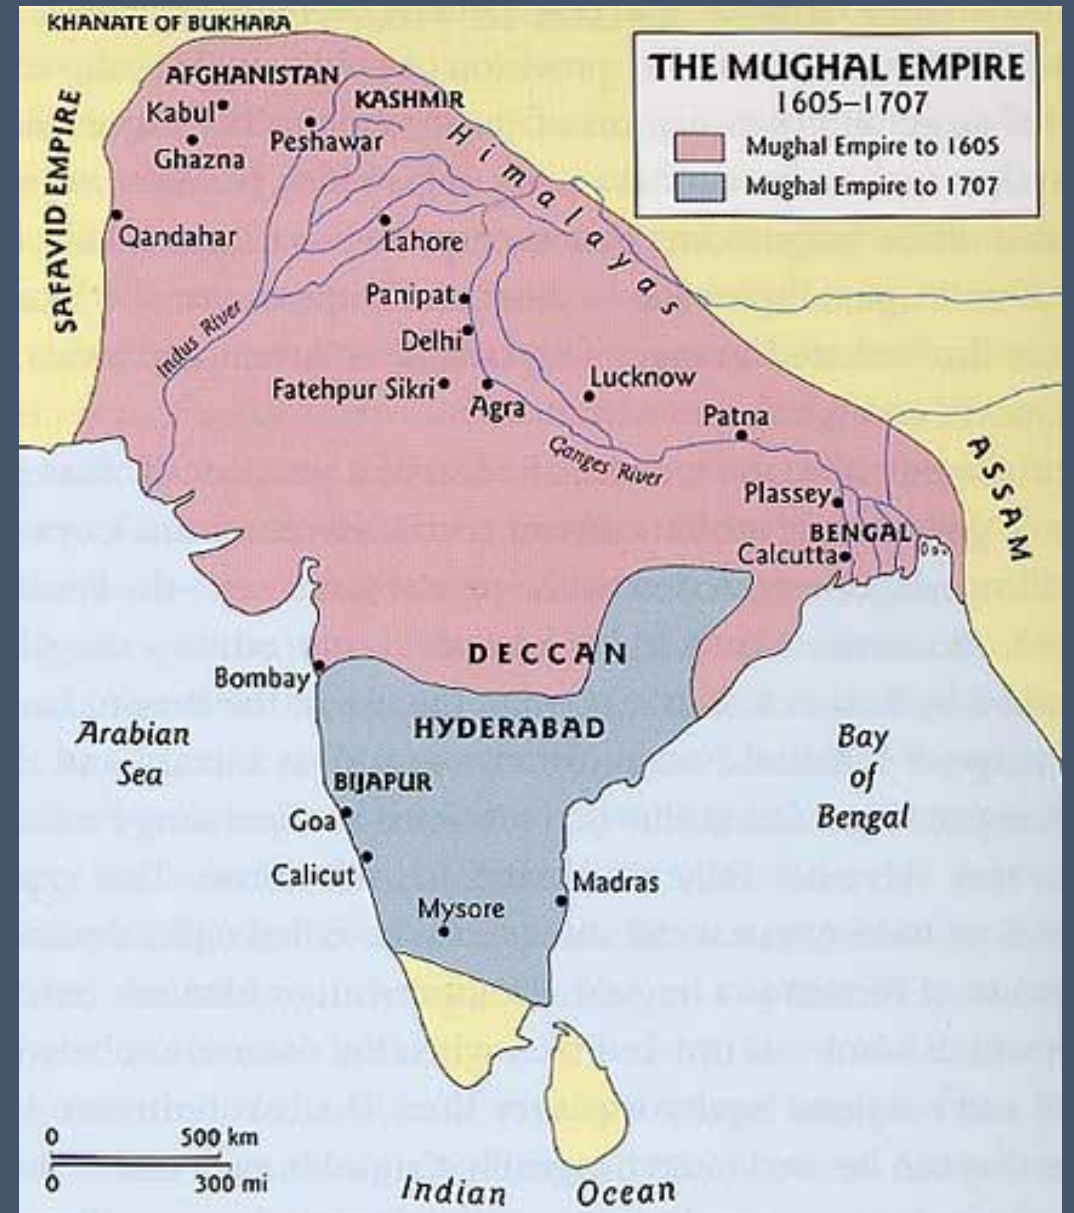 KHANATE OF BUKHARA
THE MUGHAL EMPIRE
1605–1707
Mughal Empire to 1605
Mughal Empire to 1707
AFGHANISTAN
KASHMIR
Kabul
Peshawar
Ghazna
Himalayas
SAFAVID EMPIRE
Qandahar
Lahore
Panipat
Indus River
Delhi
Fatehpur Sikri
Agra
Lucknow
Patna
Ganges River
ASSAM
Plassey
BENGAL
Calcutta
DECCAN
Bombay
HYDERABAD
Arabian
Sea
Bay
of
Bengal
BIJAPUR
Goa
Calicut
Madras
Mysore
0 500 km
0 300 mi
Indian Ocean